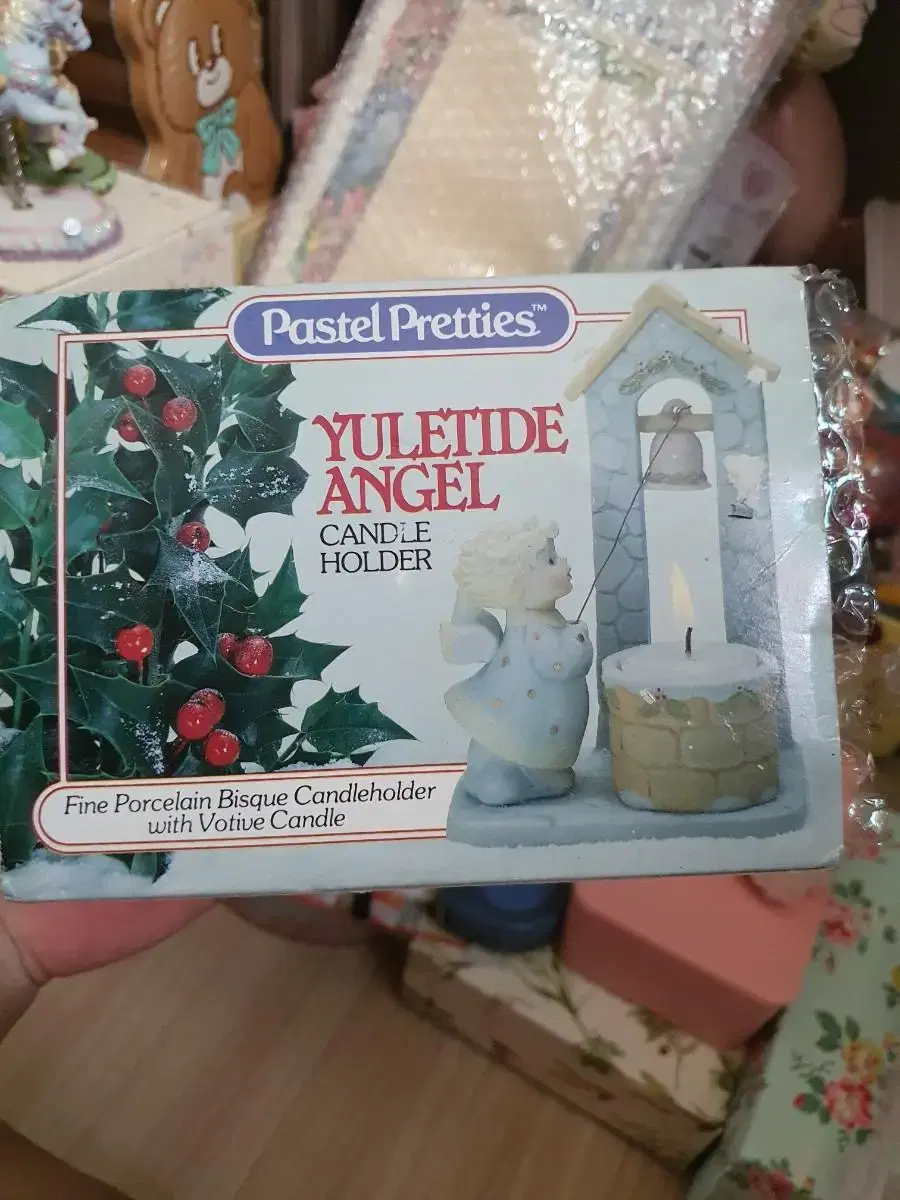 Pastel Pretties™
YULETIDE
ANGEL
CANDLE
HOLDER
Fine Porcelain Bisque Candleholder
with Votive Candle